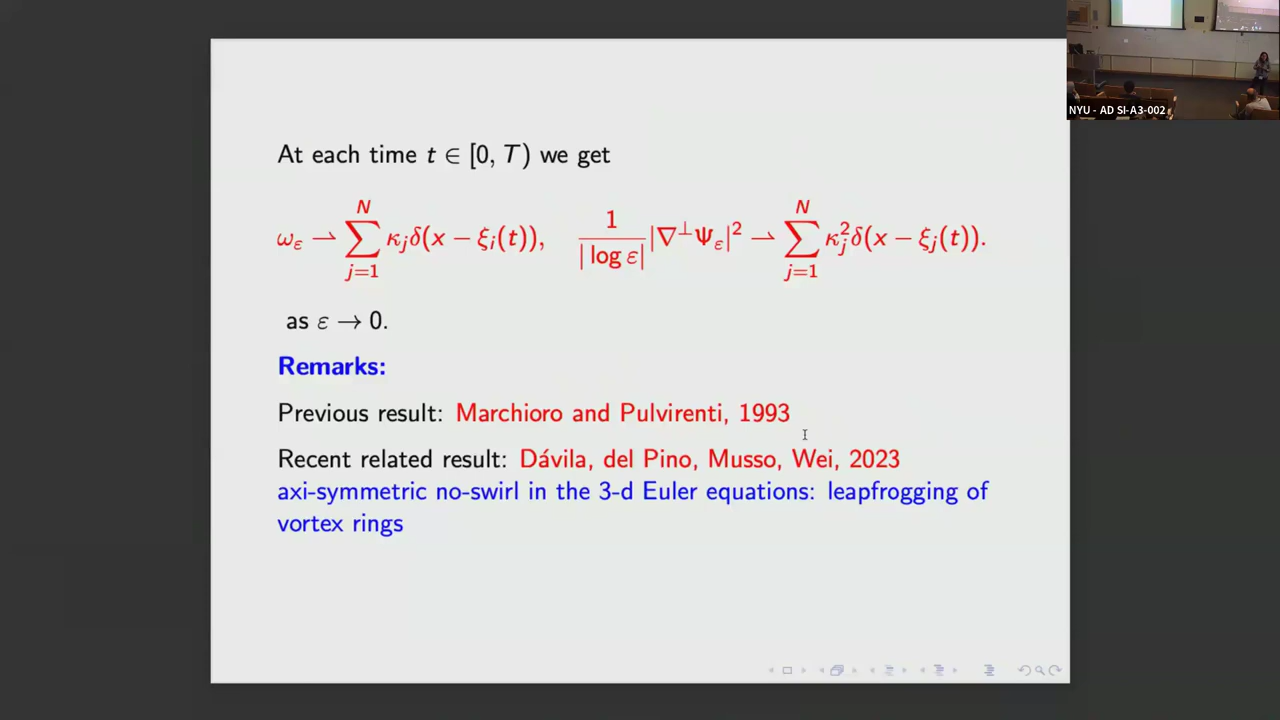 NYU - AD SI-A3-002
At each time t ∈ [0, T) we get
ω_ε ⇀ ∑_{j=1}^{N} κ_jδ(x − ξ_i(t)), 1/|log ε| |∇^⊥Ψ_ε|^2 ⇀ ∑_{j=1}^{N} κ_j^2δ(x − ξ_j(t)).
as ε → 0.
Remarks:
Previous result: Marchioro and Pulvirenti, 1993
Recent related result: Dávila, del Pino, Musso, Wei, 2023
axi-symmetric no-swirl in the 3-d Euler equations: leapfrogging of
vortex rings